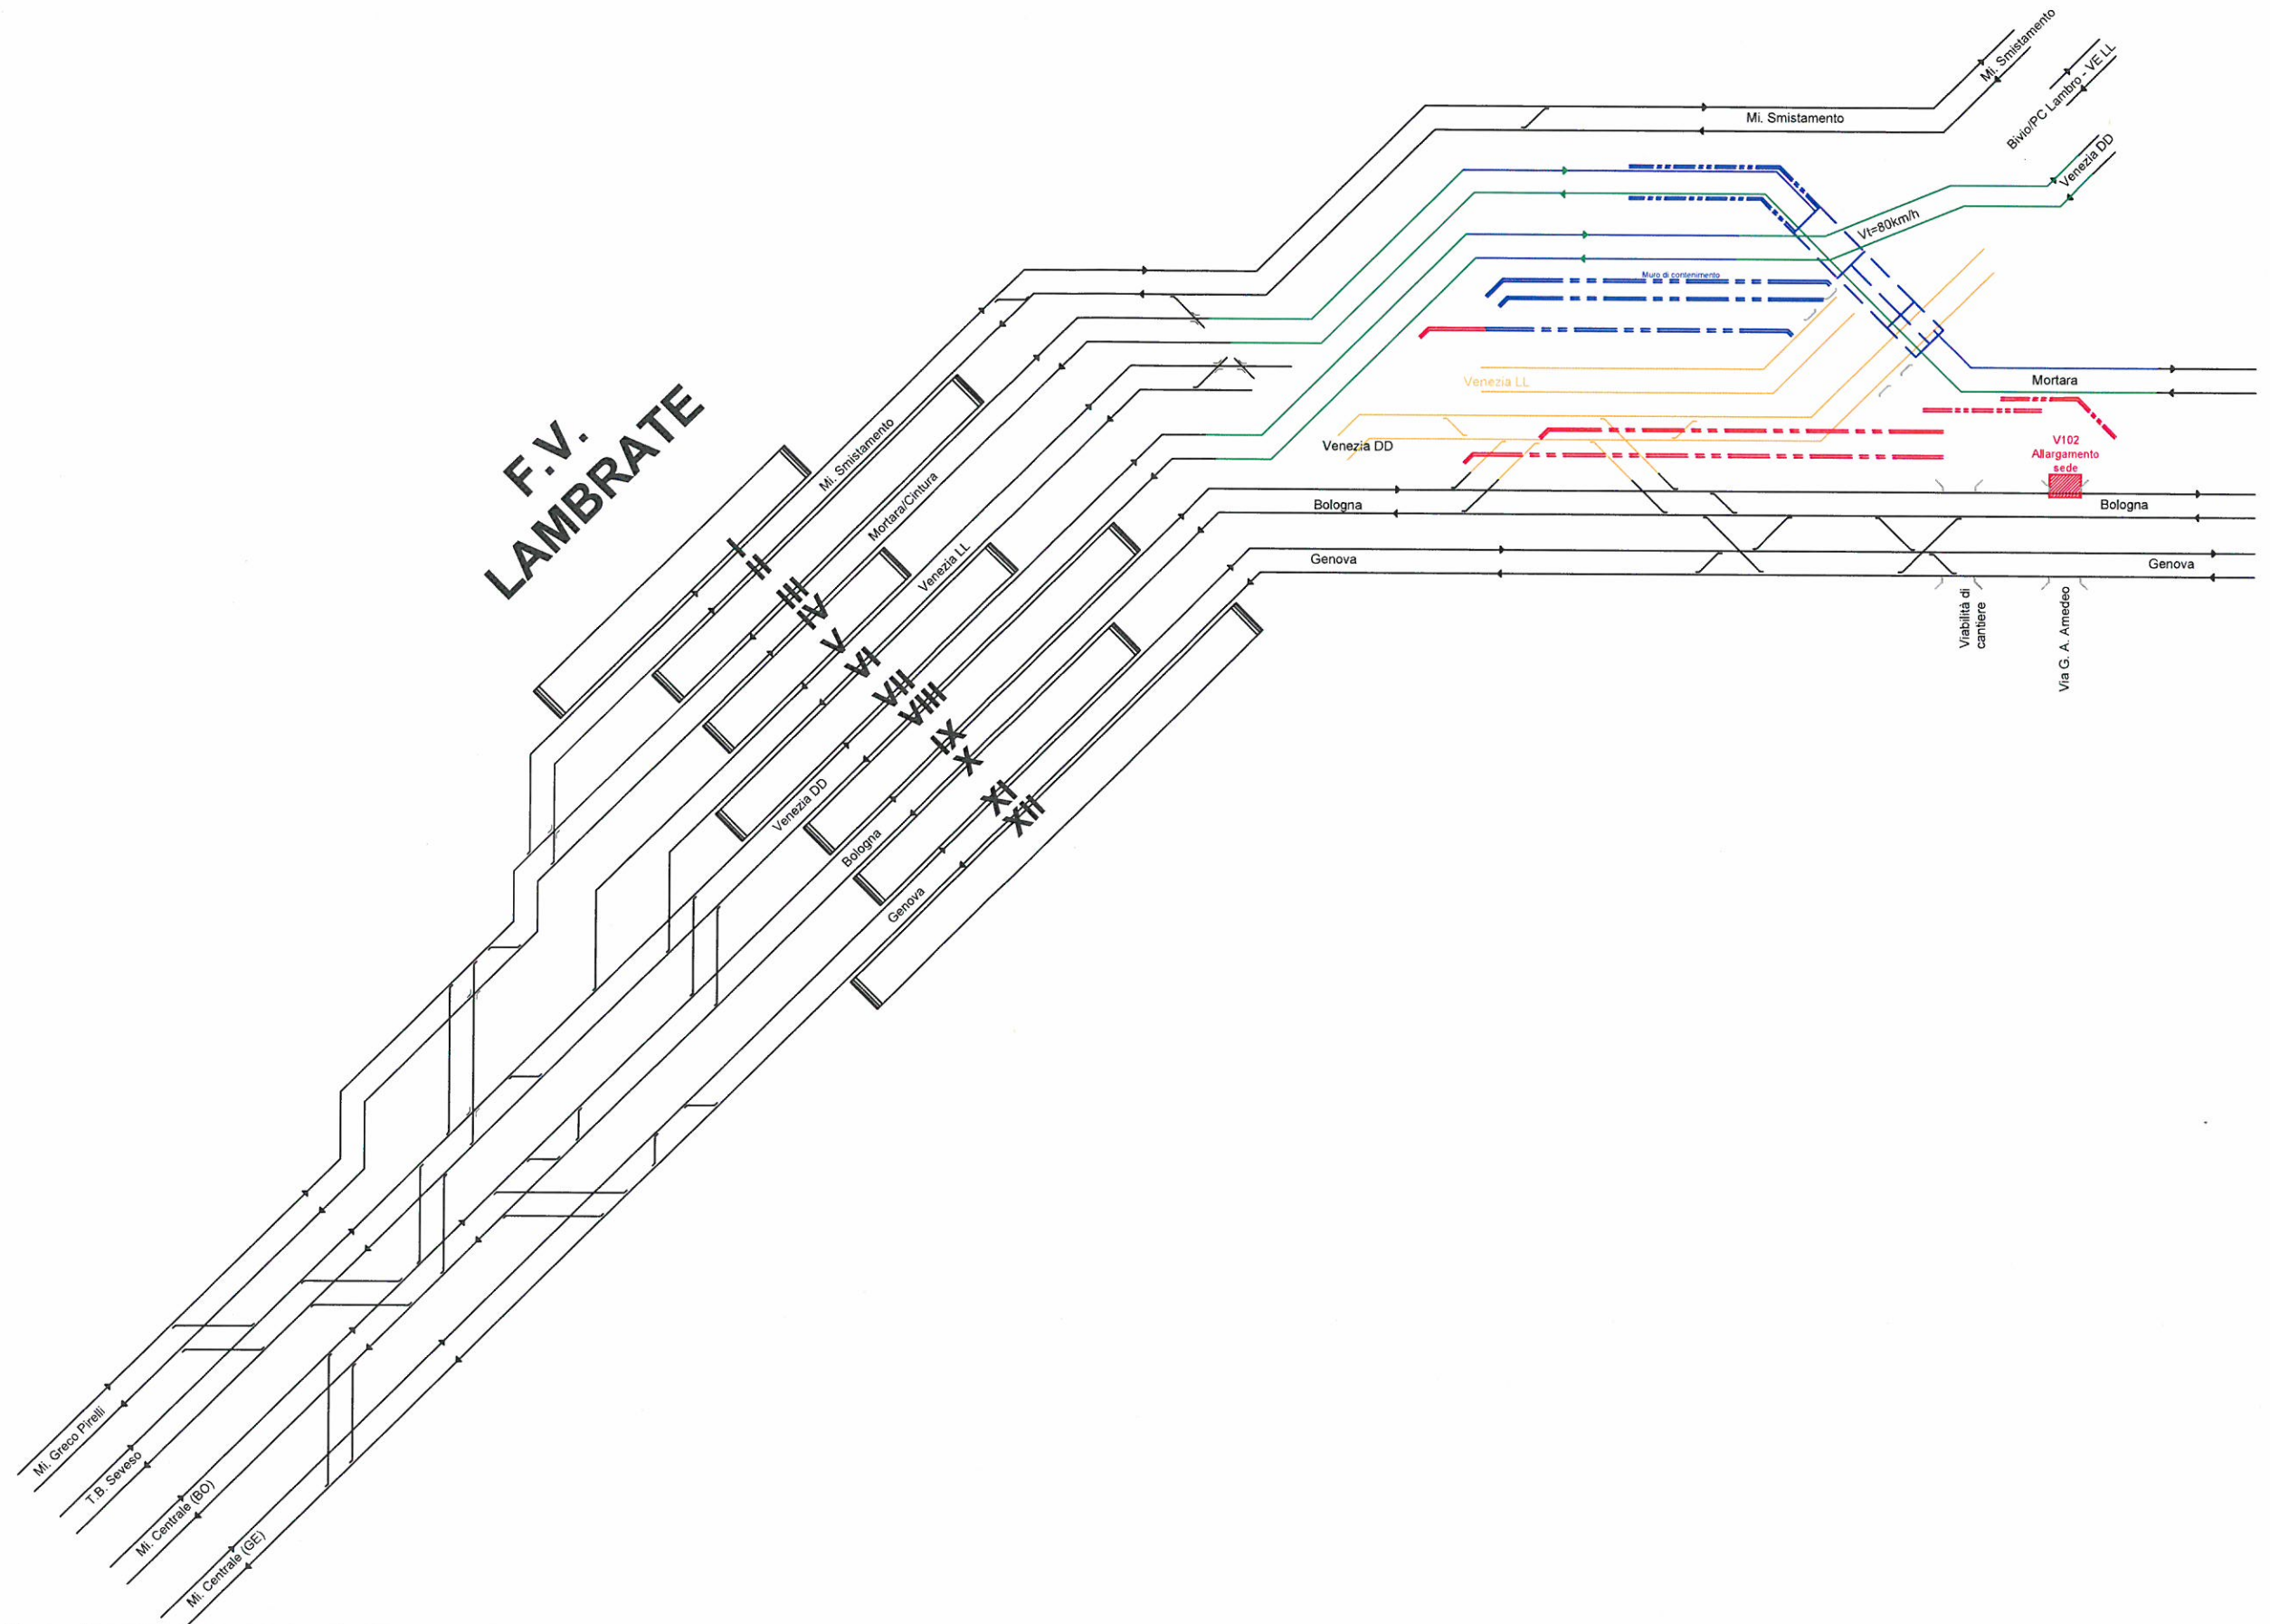 Mi. Smistamento
Mi. Smistamento
Bivio/PC Lambro - VE LL
Venezia DD
Vt=80km/h
Muro di contenimento
Mortara
Venezia LL
Venezia DD
V102
Allargamento
sede
Bologna
Bologna
Genova
Genova
Viabilità di
cantiere
Via G. A. Amedeo
F.V.
LAMBRATE
Mi. Smistamento
Mortara/Cintura
Venezia LL
Venezia DD
Bologna
Genova
I
II
III
IV
V
VI
VII
VIII
IX
X
XI
XII
Mi. Greco Pirelli
T.B. Seveso
Mi. Centrale (BO)
Mi. Centrale (GE)